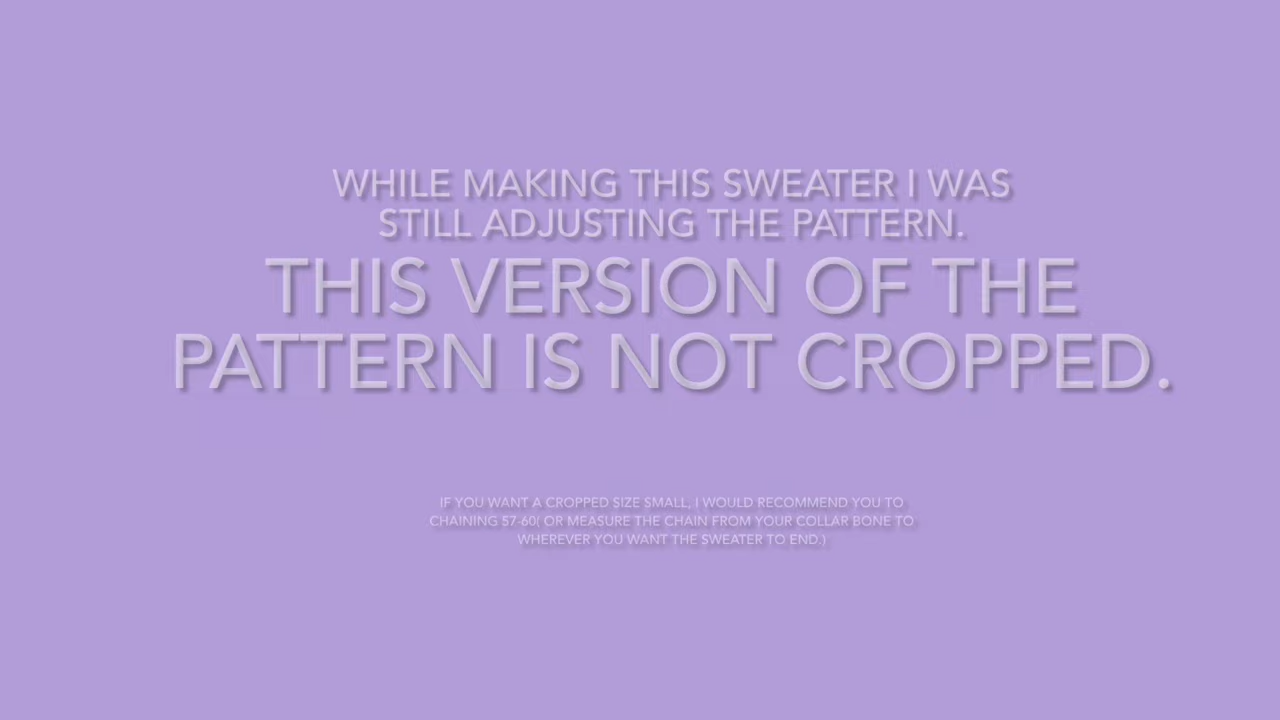 WHILE MAKING THIS SWEATER I WAS
STILL ADJUSTING THE PATTERN.
THIS VERSION OF THE
PATTERN IS NOT CROPPED.
IF YOU WANT A CROPPED SIZE SMALL, I WOULD RECOMMEND YOU TO
CHAINING 57-60( OR MEASURE THE CHAIN FROM YOUR COLLAR BONE TO
WHEREVER YOU WANT THE SWEATER TO END.)